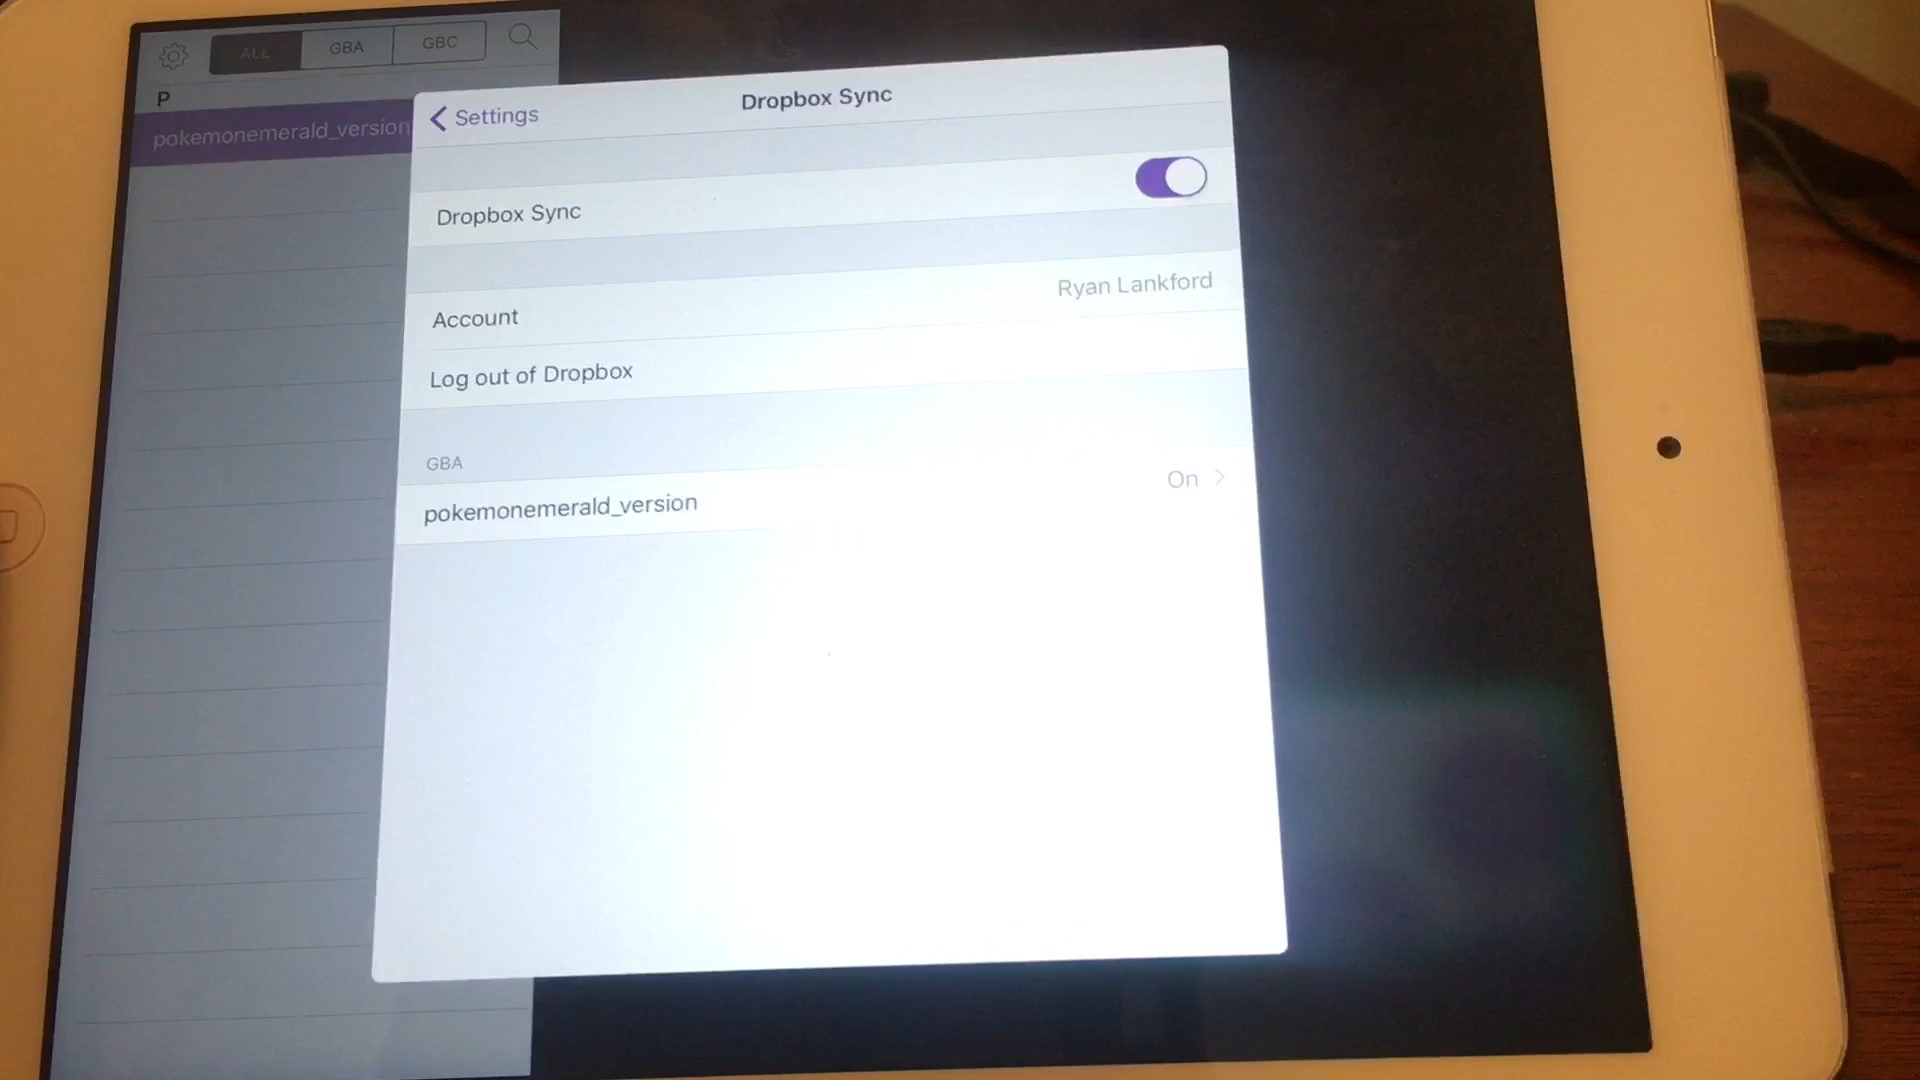 ALL GBA GBC
P
pokemonemerald_version
Settings
Dropbox Sync
Dropbox Sync
Account
Ryan Lankford
Log out of Dropbox
GBA
pokemonemerald_version
On